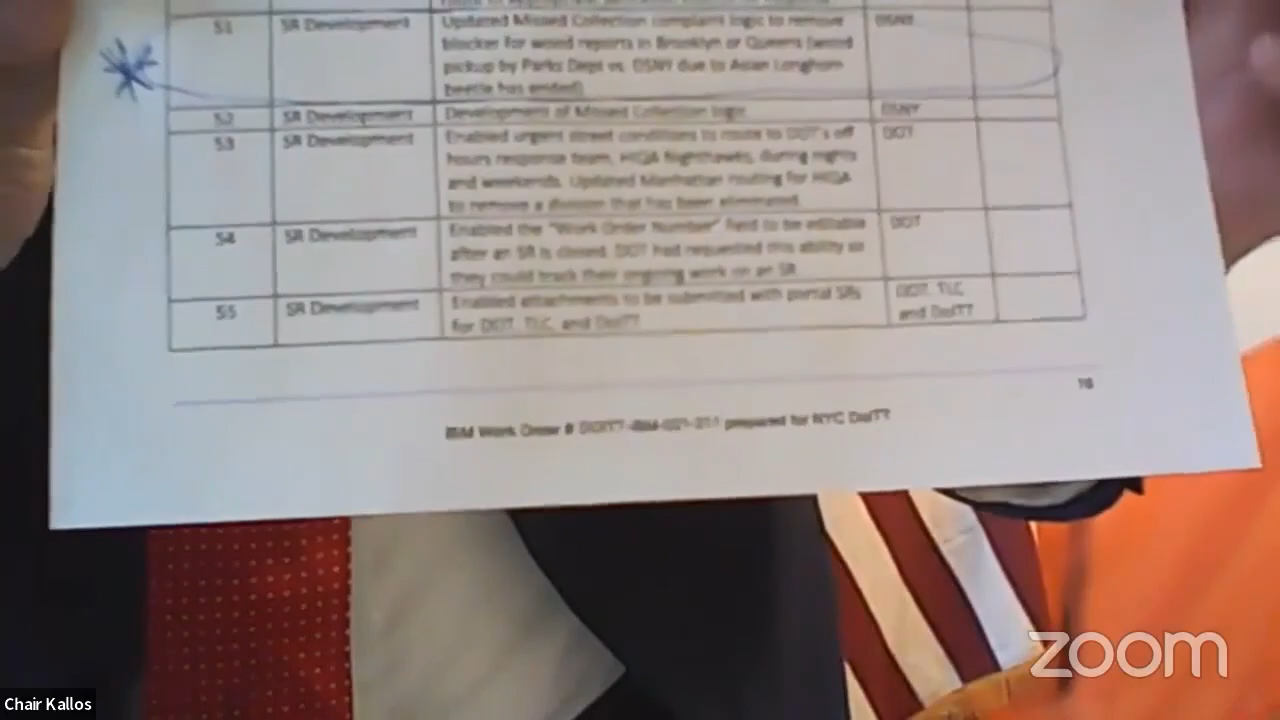 51 SR Development Updated Missed Collection complaint logic to remove DSNY
blocker for wood reports in Brooklyn or Queens (wood
pickup by Parks Dept vs. DSNY due to Asian Longhorn
beetle has ended)
52 SR Development Development of Missed Collection logic DSNY
53 SR Development Enabled urgent street conditions to route to DOT's off DOT
hours response team, HIQA Nighthawks, during nights
and weekends. Updated Manhattan routing for HIQA
to remove a division that has been eliminated.
54 SR Development Enabled the "Work Order Number" field to be editable DOT
after an SR is closed. DOT had requested this ability so
they could track their ongoing work on an SR
55 SR Development Enabled attachments to be submitted with portal SRs DOT, TLC
for DOT, TLC, and DoITT and DoITT
IBM Work Order # prepared for NYC DoITT
zoom
Chair Kallos